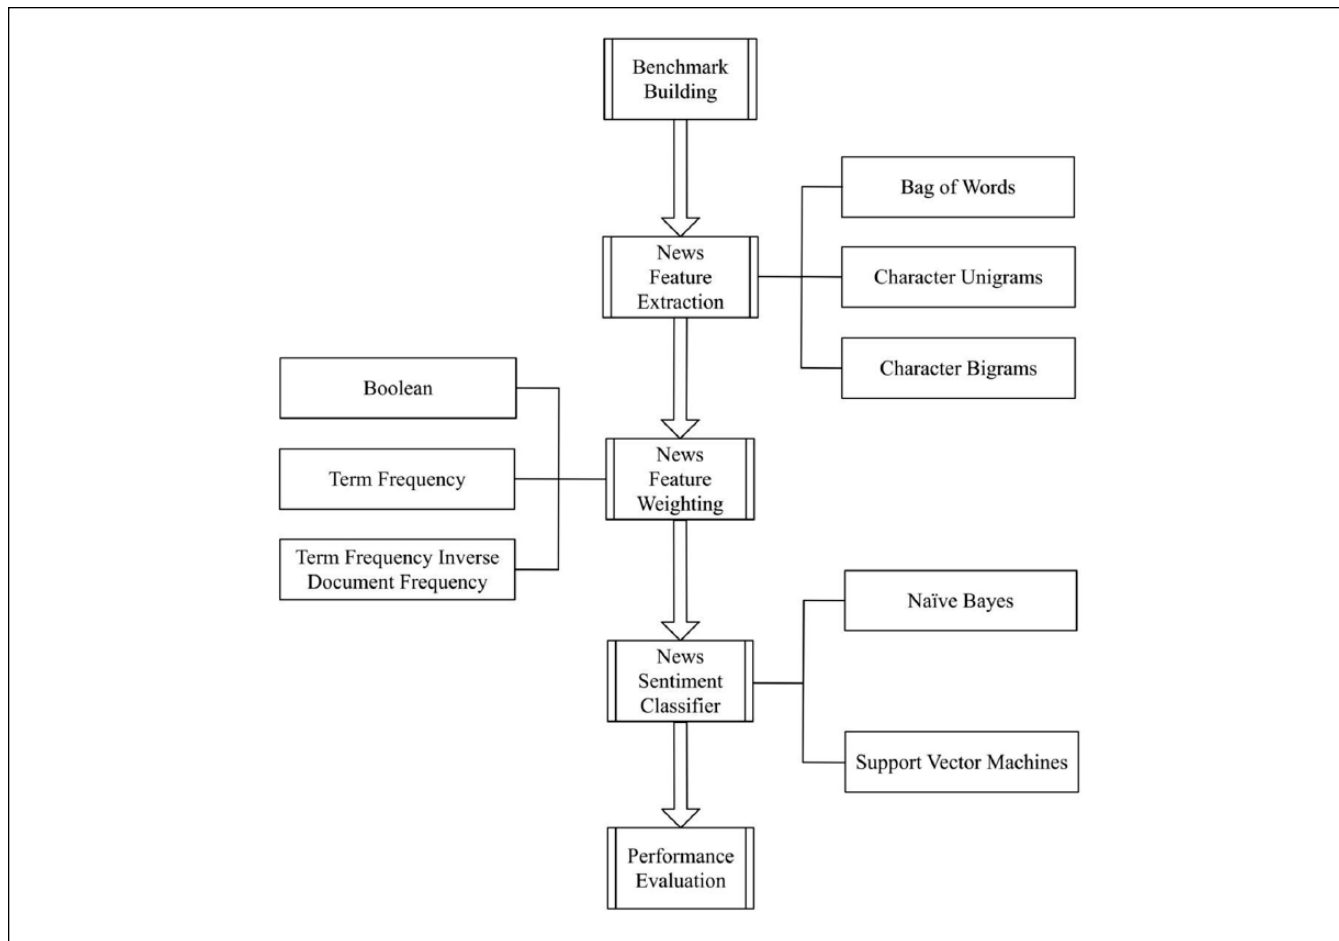 Benchmark
Building
News
Feature
Extraction
Bag of Words
Character Unigrams
Character Bigrams
News
Feature
Weighting
Boolean
Term Frequency
Term Frequency Inverse
Document Frequency
News
Sentiment
Classifier
Naïve Bayes
Support Vector Machines
Performance
Evaluation